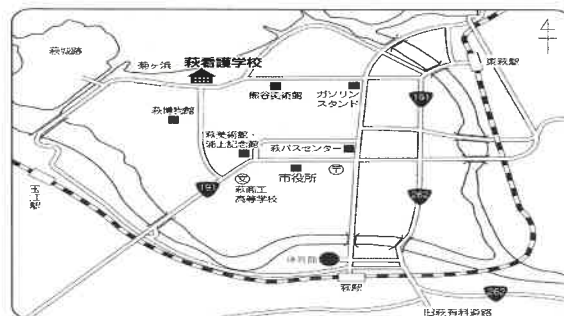 萩城跡
菊ヶ浜
萩看護学校
東萩駅
熊谷美術館
ガソリン
スタンド
191
萩博物館
萩美術館・
浦上記念館
萩バスセンター
市役所
〒
文
萩商工
高等学校
191
262
玉江駅
萩駅
262
旧萩有料道路